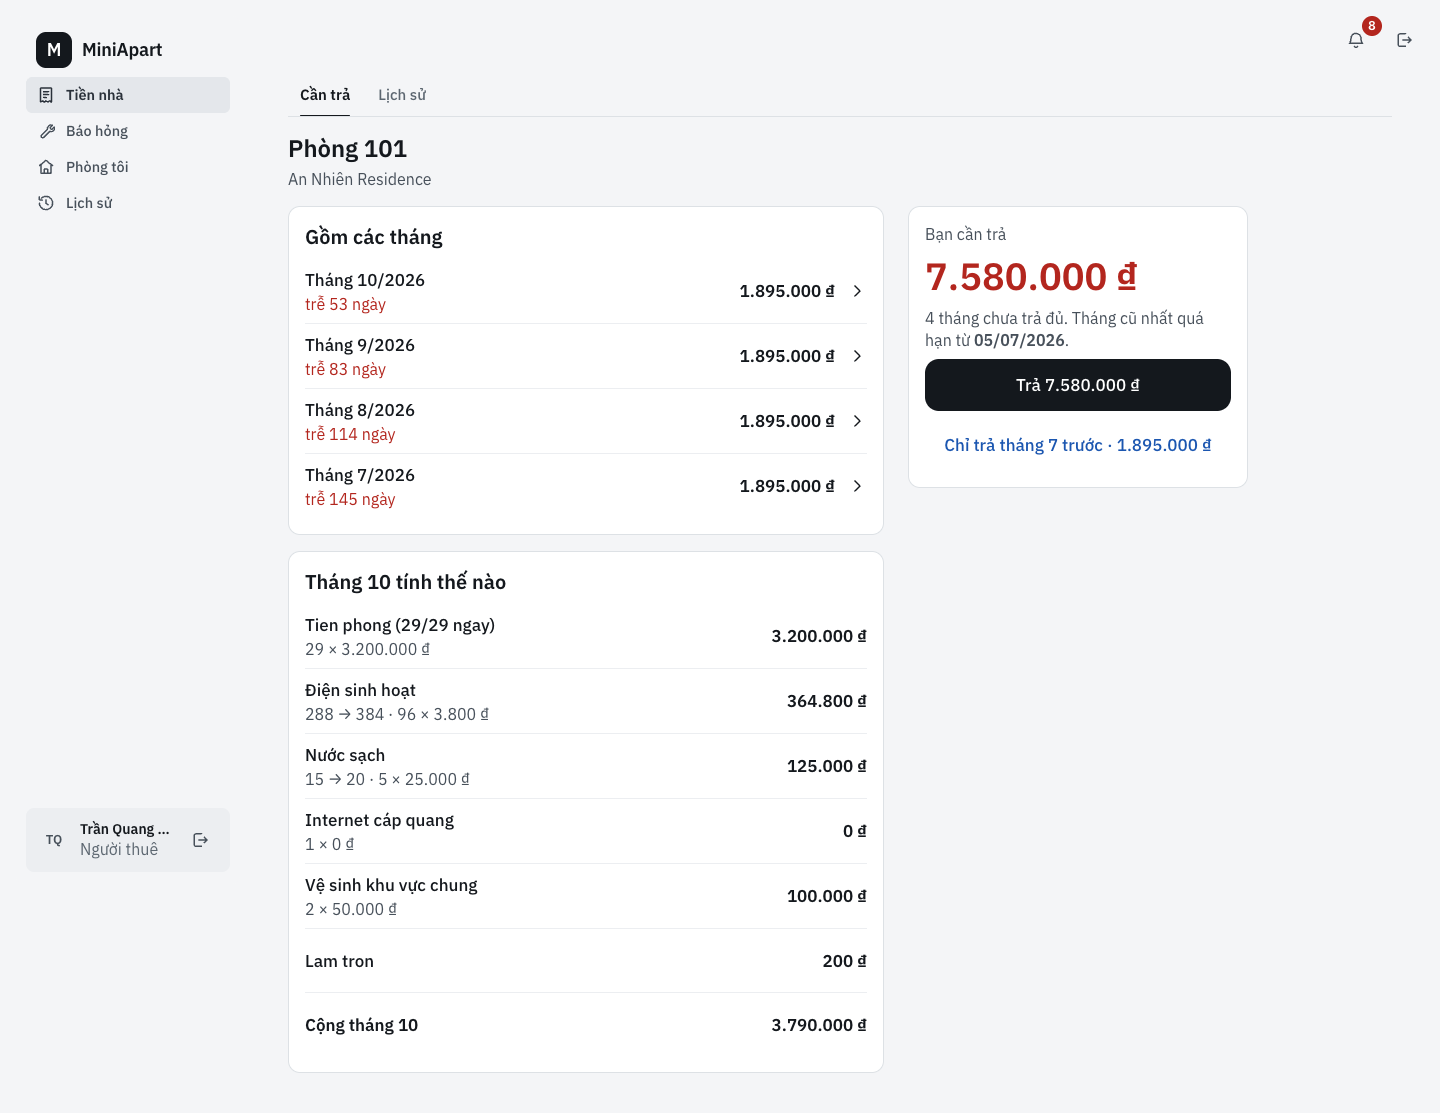 M MiniApart
8
Tiền nhà
Báo hỏng
Phòng tôi
Lịch sử
Cần trả Lịch sử
Phòng 101
An Nhiên Residence
Gồm các tháng
Tháng 10/2026
trễ 53 ngày
1.895.000 ₫
Tháng 9/2026
trễ 83 ngày
1.895.000 ₫
Tháng 8/2026
trễ 114 ngày
1.895.000 ₫
Tháng 7/2026
trễ 145 ngày
1.895.000 ₫
Bạn cần trả
7.580.000 ₫
4 tháng chưa trả đủ. Tháng cũ nhất quá
hạn từ 05/07/2026.
Trả 7.580.000 ₫
Chỉ trả tháng 7 trước · 1.895.000 ₫
Tháng 10 tính thế nào
Tien phong (29/29 ngay)
29 × 3.200.000 ₫
3.200.000 ₫
Điện sinh hoạt
288 → 384 · 96 × 3.800 ₫
364.800 ₫
Nước sạch
15 → 20 · 5 × 25.000 ₫
125.000 ₫
Internet cáp quang
1 × 0 ₫
0 ₫
Vệ sinh khu vực chung
2 × 50.000 ₫
100.000 ₫
Lam tron 200 ₫
Cộng tháng 10 3.790.000 ₫
TQ
Trần Quang ...
Người thuê